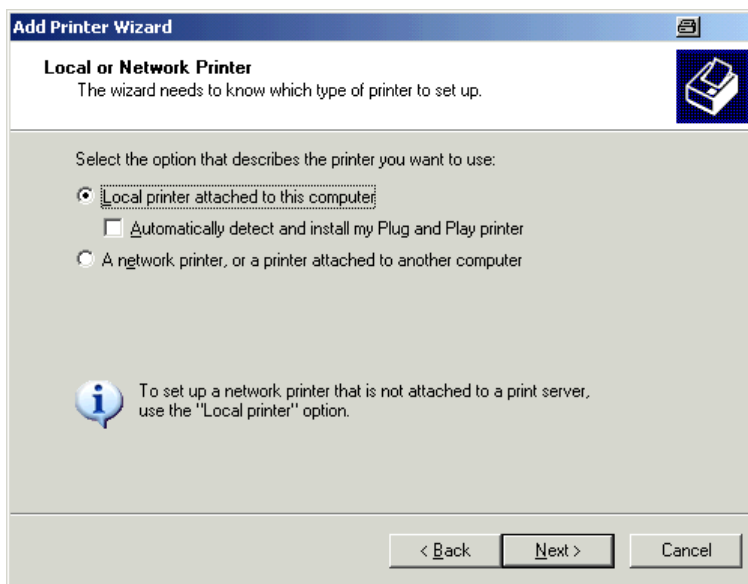 Add Printer Wizard
Local or Network Printer
The wizard needs to know which type of printer to set up.
Select the option that describes the printer you want to use:
Local printer attached to this computer
Automatically detect and install my Plug and Play printer
A network printer, or a printer attached to another computer
To set up a network printer that is not attached to a print server,
use the "Local printer" option.
< Back Next > Cancel